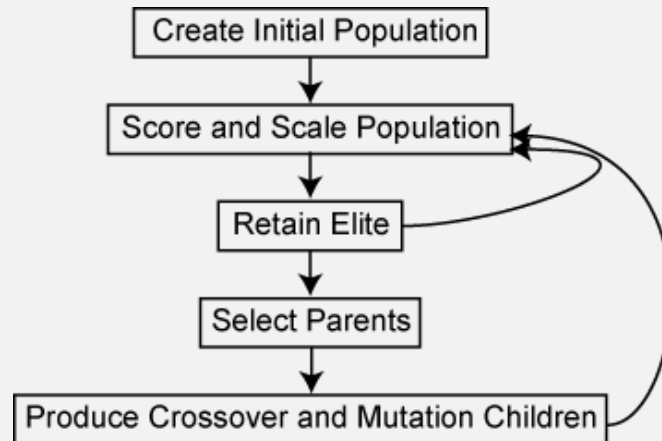 Create Initial Population
Score and Scale Population
Retain Elite
Select Parents
Produce Crossover and Mutation Children